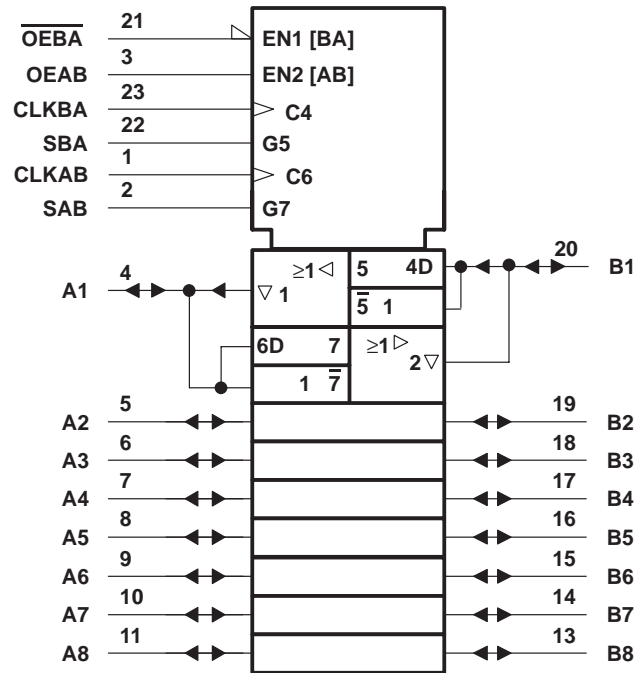 21
OEBA EN1 [BA]
3
OEAB EN2 [AB]
23
CLKBA C4
22
SBA G5
1
CLKAB C6
2
SAB G7
4 ≥1 5 4D 20
A1 1 B1
5 1
6D 7 ≥1
2
1 7
5 19
A2 B2
6 18
A3 B3
7 17
A4 B4
8 16
A5 B5
9 15
A6 B6
10 14
A7 B7
11 13
A8 B8